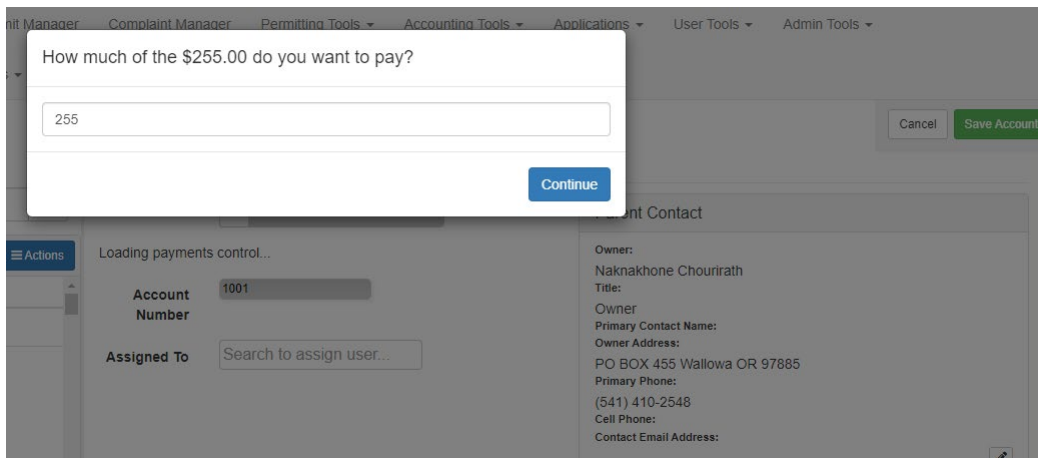 nit Manager Complaint Manager Permitting Tools Accounting Tools Applications User Tools Admin Tools
How much of the $255.00 do you want to pay?
255
Cancel Save Account
Continue
Parent Contact
Actions
Loading payments control...
Account Number 1001
Assigned To Search to assign user...
Owner:
Naknakhone Chourirath
Title:
Owner
Primary Contact Name:
Owner Address:
PO BOX 455 Wallowa OR 97885
Primary Phone:
(541) 410-2548
Cell Phone:
Contact Email Address: